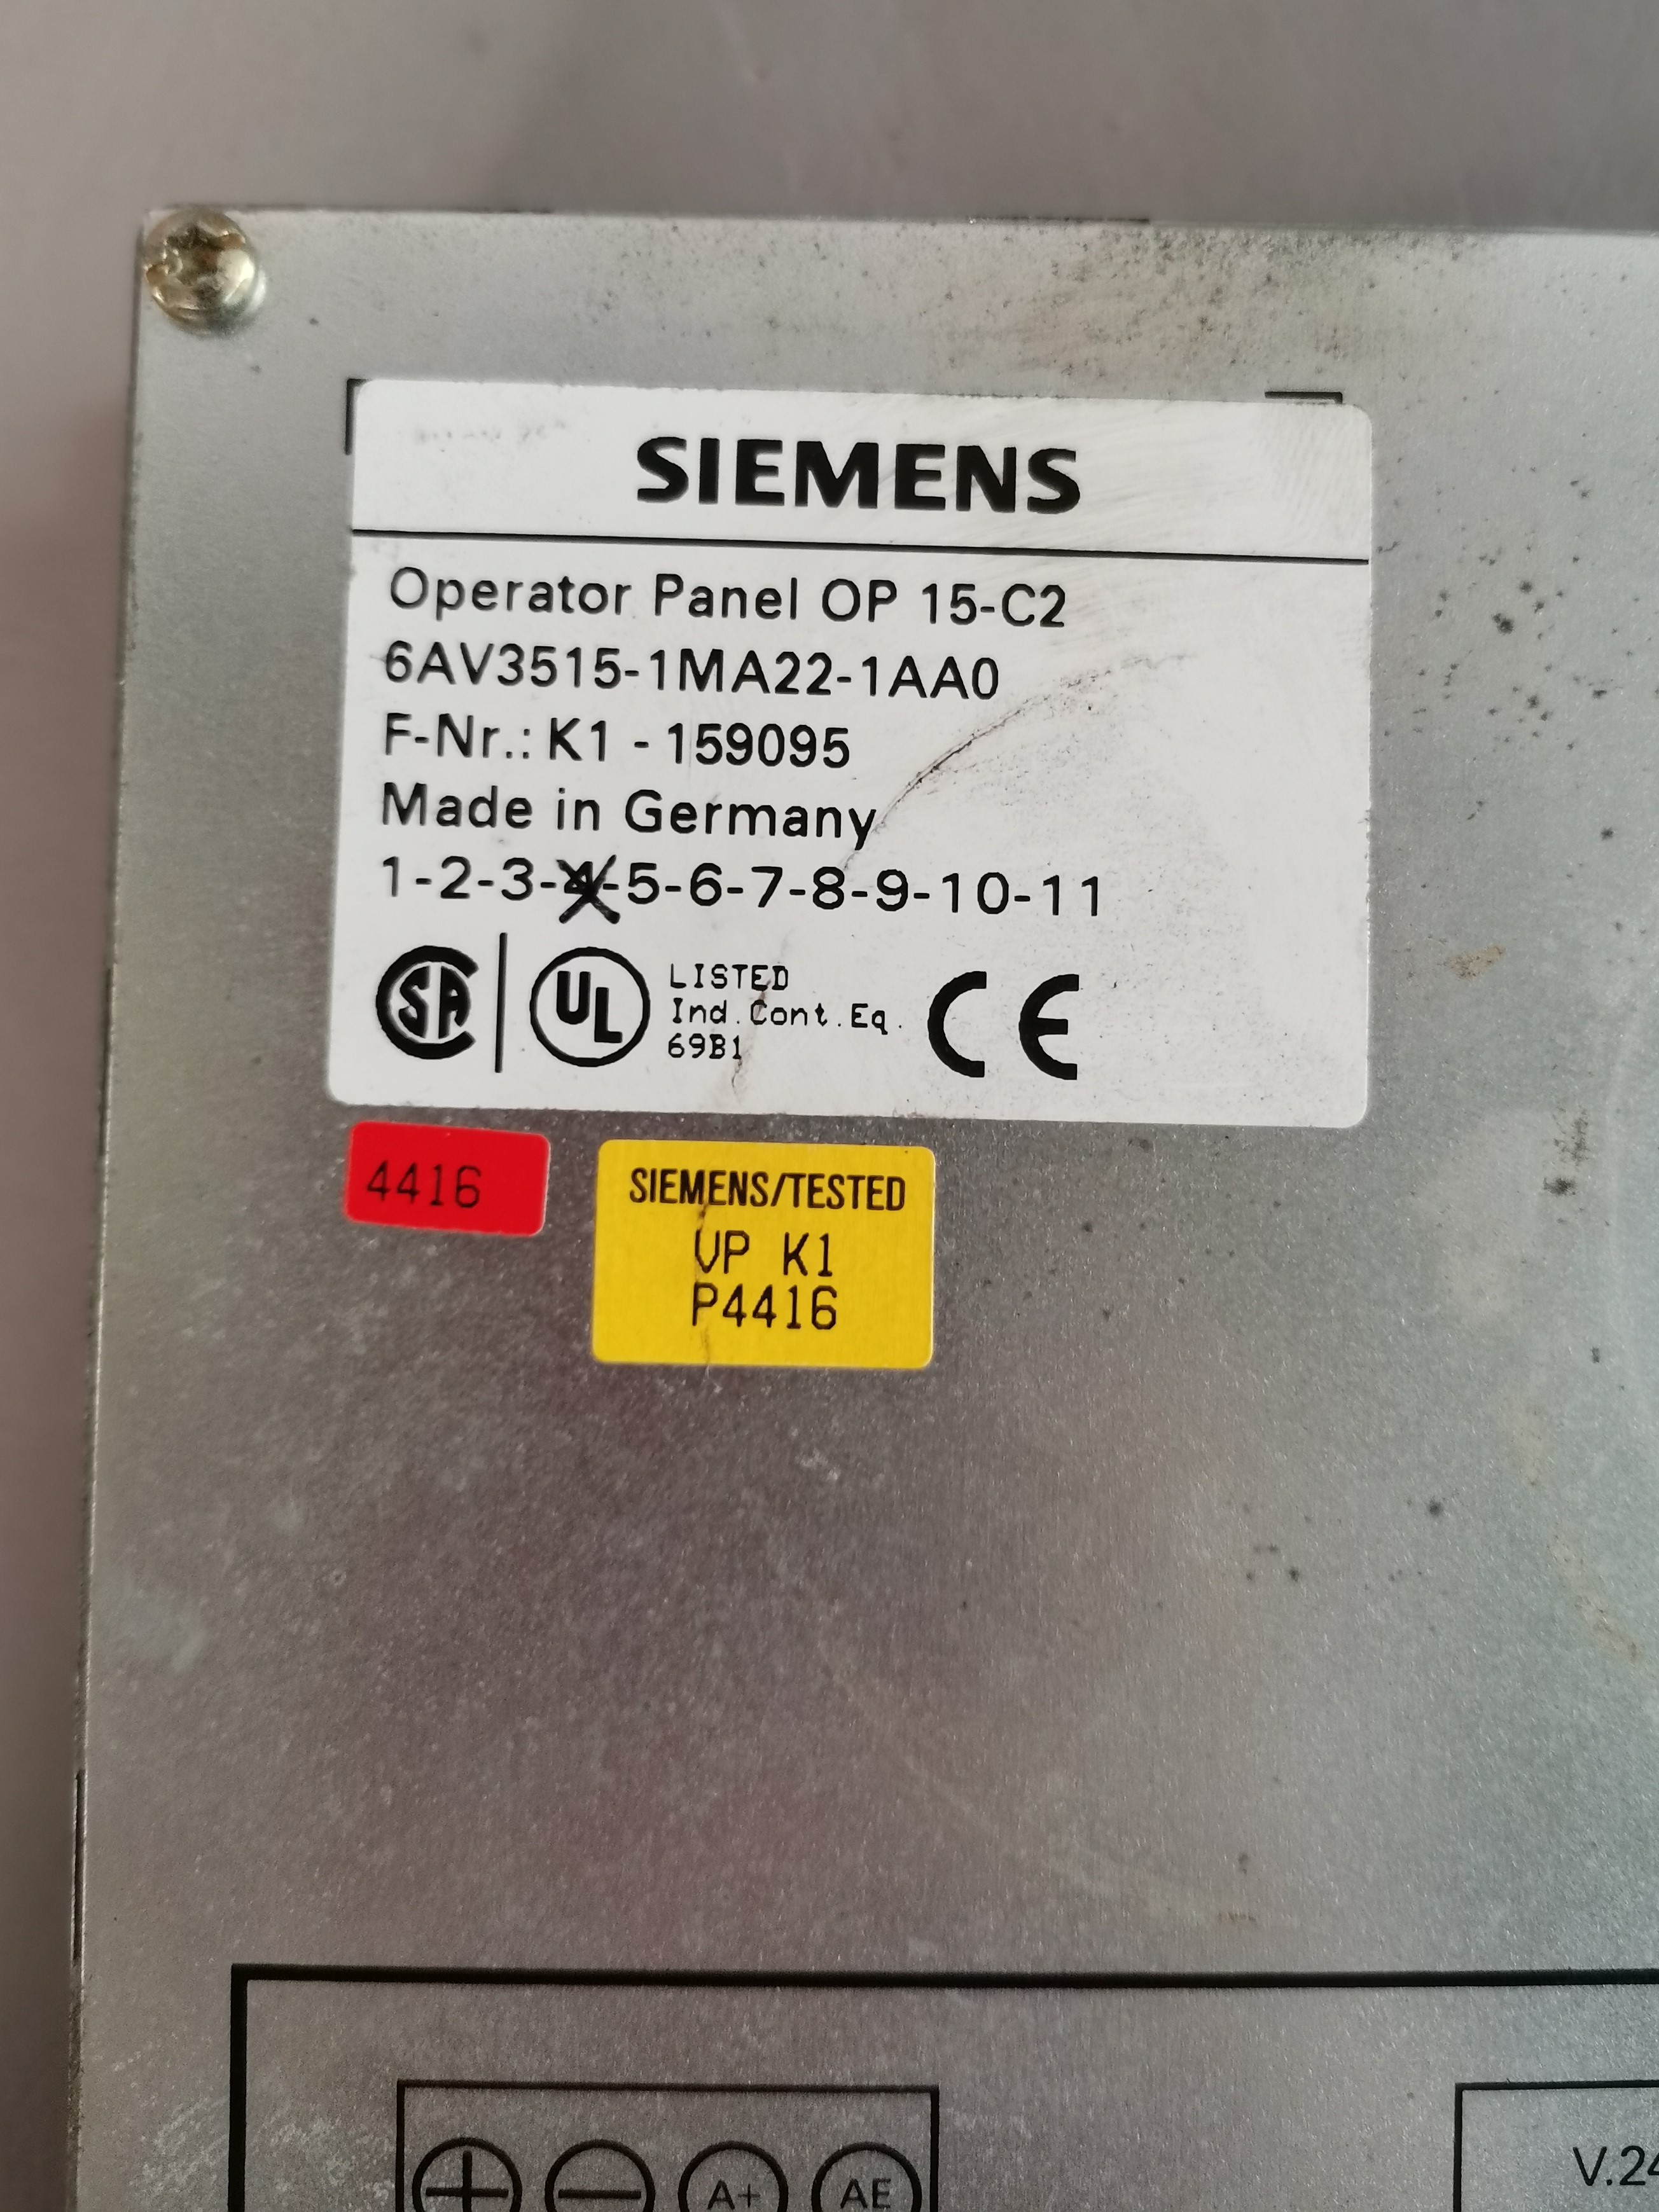 SIEMENS
Operator Panel OP 15-C2
6AV3515-1MA22-1AA0
F-Nr.: K1 - 159095
Made in Germany
1-2-3-4-5-6-7-8-9-10-11
SA
UL
LISTED
Ind.Cont.Eq.
69B1
CE
4416
SIEMENS/TESTED
VP K1
P4416
+ − A+ AE
V.24